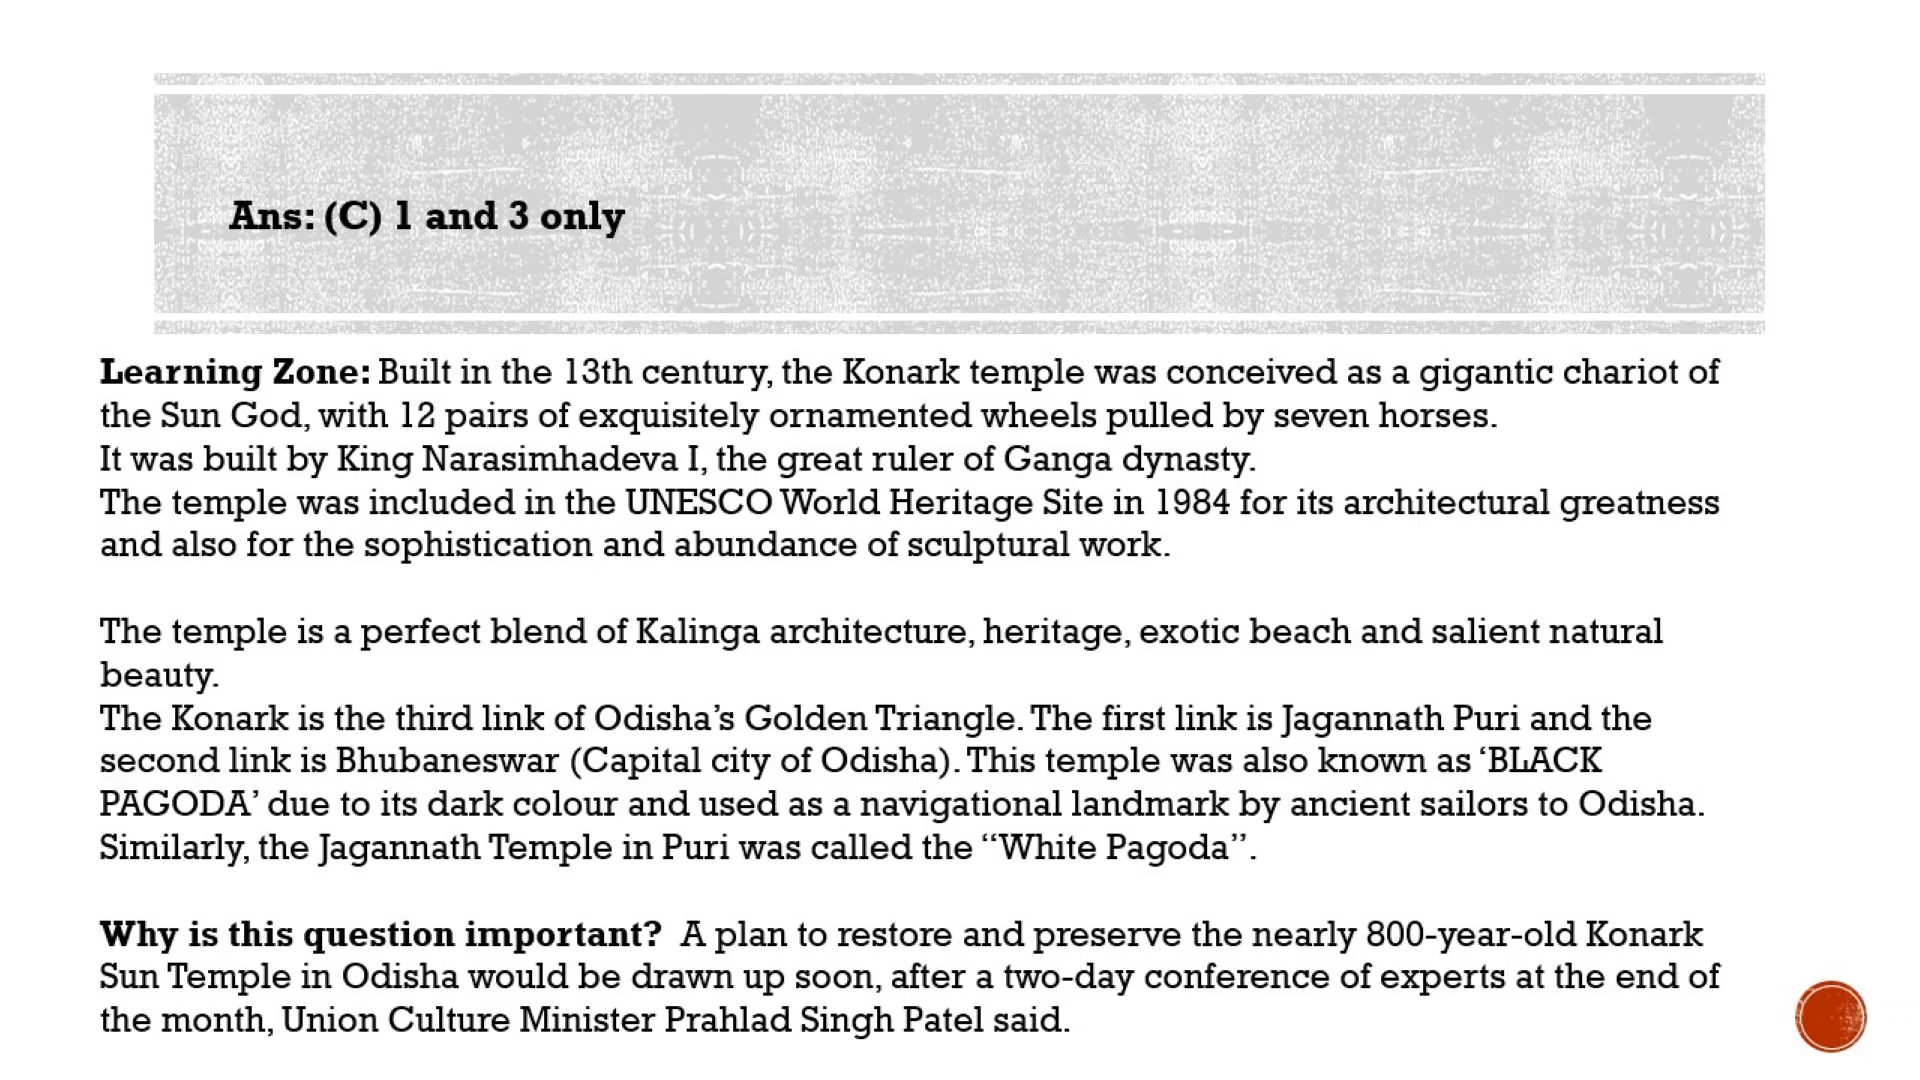 Ans: (C) 1 and 3 only
Learning Zone: Built in the 13th century, the Konark temple was conceived as a gigantic chariot of
the Sun God, with 12 pairs of exquisitely ornamented wheels pulled by seven horses.
It was built by King Narasimhadeva I, the great ruler of Ganga dynasty.
The temple was included in the UNESCO World Heritage Site in 1984 for its architectural greatness
and also for the sophistication and abundance of sculptural work.
The temple is a perfect blend of Kalinga architecture, heritage, exotic beach and salient natural
beauty.
The Konark is the third link of Odisha’s Golden Triangle. The first link is Jagannath Puri and the
second link is Bhubaneswar (Capital city of Odisha). This temple was also known as ‘BLACK
PAGODA’ due to its dark colour and used as a navigational landmark by ancient sailors to Odisha.
Similarly, the Jagannath Temple in Puri was called the “White Pagoda”.
Why is this question important? A plan to restore and preserve the nearly 800-year-old Konark
Sun Temple in Odisha would be drawn up soon, after a two-day conference of experts at the end of
the month, Union Culture Minister Prahlad Singh Patel said.